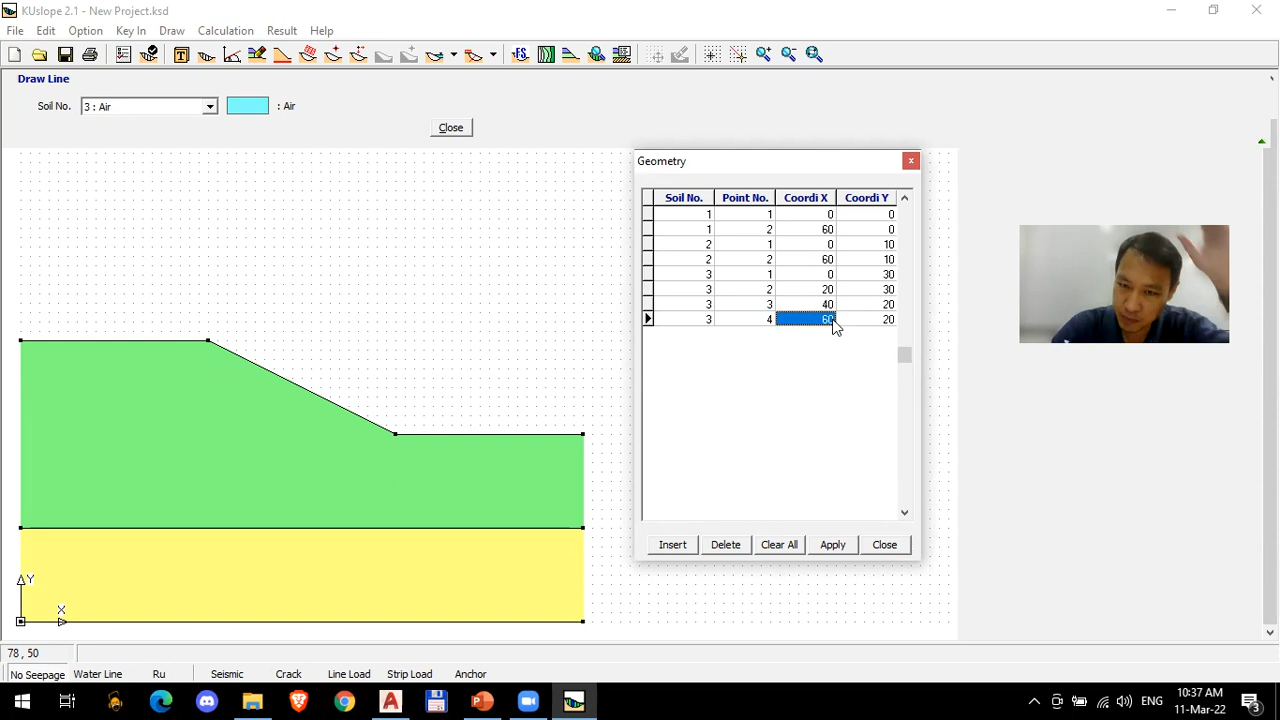 KUslope 2.1 - New Project.ksd
File Edit Option Key In Draw Calculation Result Help
T FS
Draw Line
Soil No. 3 : Air : Air
Close
Geometry x
Soil No. Point No. Coordi X Coordi Y
1 1 0 0
1 2 60 0
2 1 0 10
2 2 60 10
3 1 0 30
3 2 20 30
3 3 40 20
3 4 60 20
Insert Delete Clear All Apply Close
Y
X
78 , 50
No Seepage Water Line Ru Seismic Crack Line Load Strip Load Anchor
ENG 10:37 AM
11-Mar-22 3